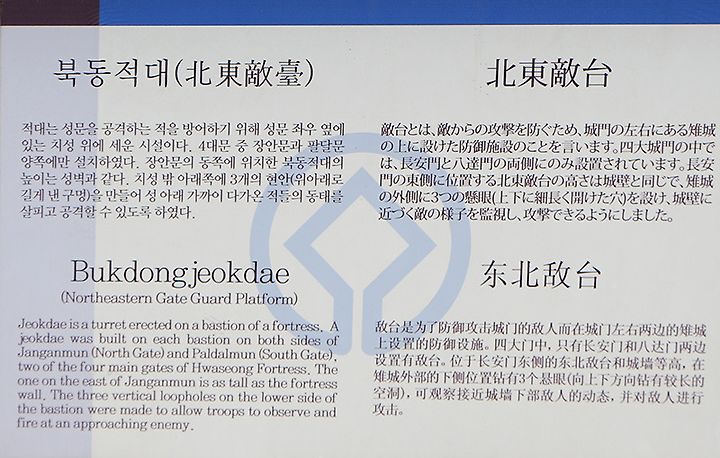 북동적대(北東敵臺)
적대는 성문을 공격하는 적을 방어하기 위해 성문 좌우 옆에
있는 치성 위에 세운 시설이다. 4대문 중 장안문과 팔달문
양쪽에만 설치하였다. 장안문의 동쪽에 위치한 북동적대의
높이는 성벽과 같다. 치성 밖 아래쪽에 3개의 현안(위아래로
길게 낸 구멍)을 만들어 성 아래 가까이 다가온 적들의 동태를
살피고 공격할 수 있도록 하였다.
北東敵台
敵台とは、敵からの攻撃を防ぐため、城門の左右にある雉城
の上に設けた防御施設のことを言います。四大城門の中で
は、長安門と八達門の両側にのみ設置されています。長安
門の東側に位置する北東敵台の高さは城壁と同じで、雉城
の外側に3つの懸眼(上下に細長く開けた穴)を設け、城壁に
近づく敵の様子を監視し、攻撃できるようにしました。
Bukdongjeokdae
(Northeastern Gate Guard Platform)
Jeokdae is a turret erected on a bastion of a fortress. A
jeokdae was built on each bastion on both sides of
Janganmun (North Gate) and Paldalmun (South Gate),
two of the four main gates of Hwaseong Fortress. The
one on the east of Janganmun is as tall as the fortress
wall. The three vertical loopholes on the lower side of
the bastion were made to allow troops to observe and
fire at an approaching enemy.
东北敌台
敌台是为了防御攻击城门的敌人而在城门左右两边的雉城
上设置的防御设施。四大门中，只有长安门和八达门两边
设置有敌台。位于长安门东侧的东北敌台和城墙等高，在
雉城外部的下侧位置钻有3个悬眼(向上下方向钻有较长的
空洞)，可观察接近城墙下部敌人的动态，并对敌人进行
攻击。